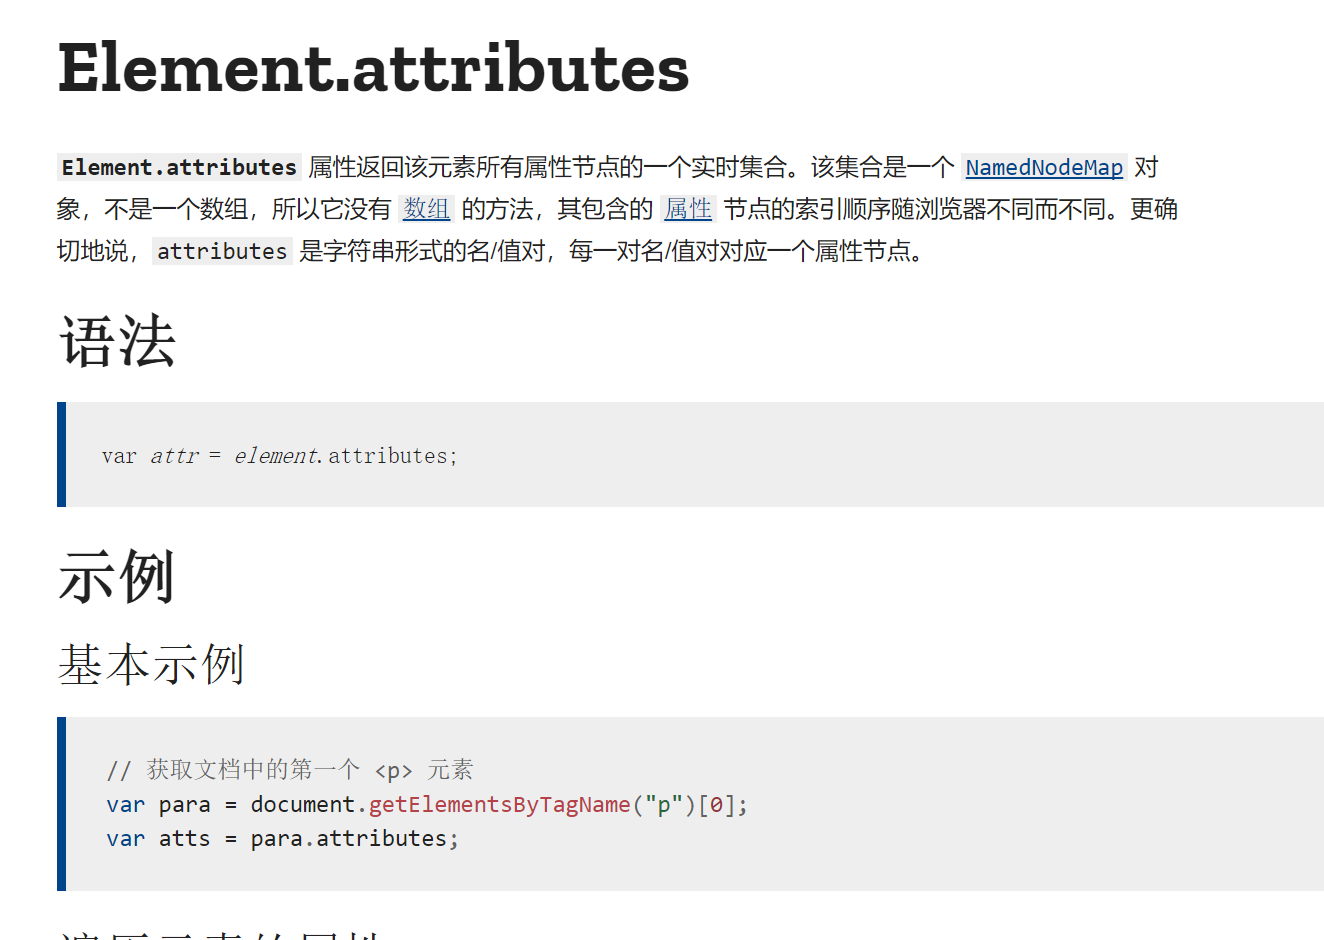 Element.attributes
Element.attributes 属性返回该元素所有属性节点的一个实时集合。该集合是一个 NamedNodeMap 对
象，不是一个数组，所以它没有 数组 的方法，其包含的 属性 节点的索引顺序随浏览器不同而不同。更确
切地说，attributes 是字符串形式的名/值对，每一对名/值对对应一个属性节点。
语法
var attr = element.attributes;
示例
基本示例
// 获取文档中的第一个 <p> 元素
var para = document.getElementsByTagName("p")[0];
var atts = para.attributes;
遍历元素的属性